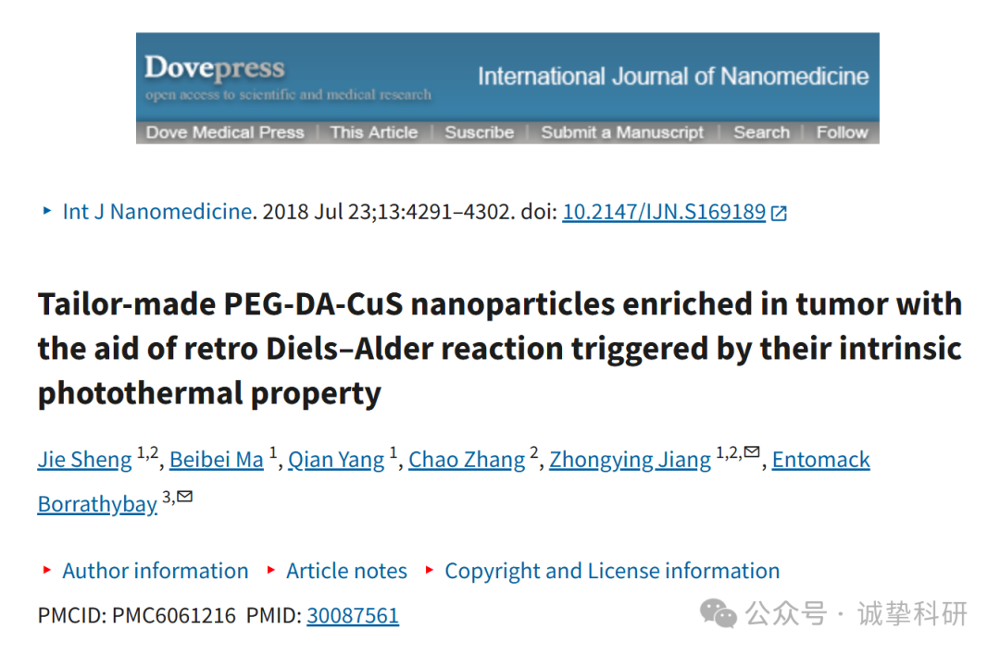 Dovepress
open access to scientific and medical research
International Journal of Nanomedicine
Dove Medical Press | This Article | Suscribe | Submit a Manuscript | Search | Follow
‣ Int J Nanomedicine. 2018 Jul 23;13:4291–4302. doi: 10.2147/IJN.S169189
Tailor-made PEG-DA-CuS nanoparticles enriched in tumor with
the aid of retro Diels–Alder reaction triggered by their intrinsic
photothermal property
Jie Sheng 1,2, Beibei Ma 1, Qian Yang 1, Chao Zhang 2, Zhongying Jiang 1,2,✉, Entomack
Borrathybay 3,✉
‣ Author information ‣ Article notes ‣ Copyright and License information
PMCID: PMC6061216 PMID: 30087561
公众号 · 诚挚科研